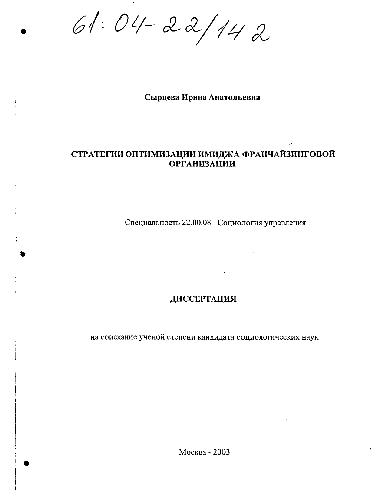 61:04-22/142
Сырцева Ирина Анатольевна
СТРАТЕГИИ ОПТИМИЗАЦИИ ИМИДЖА ФРАНЧАЙЗИНГОВОЙ
ОРГАНИЗАЦИИ
Специальность 22.00.08 - Социология управления
ДИССЕРТАЦИЯ
на соискание ученой степени кандидата социологических наук
Москва - 2003